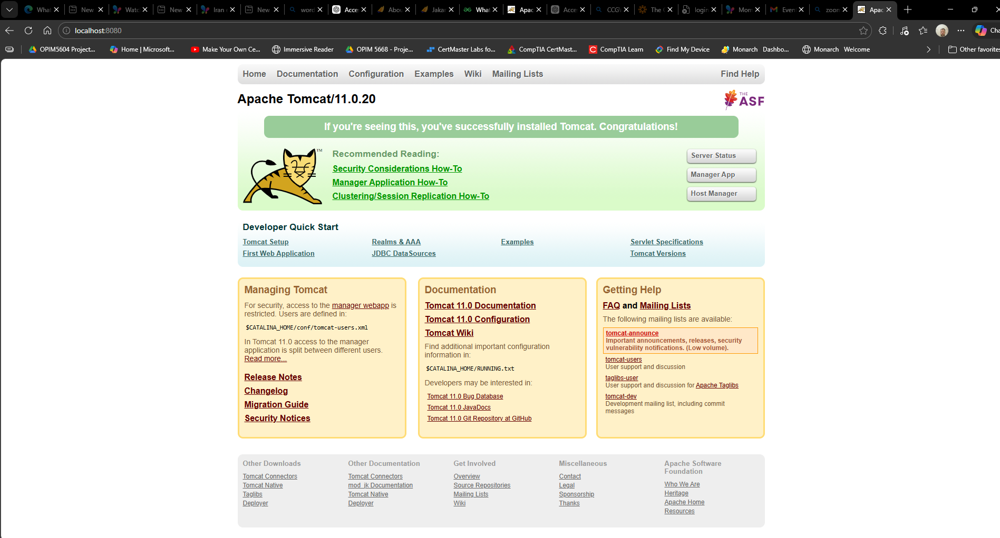 What
New
Watc
New
Iran
New
word
Acce
Abou
Jakar
What
Apac
Acce
CCGV
The C
login
Mom
Even
zoom
Apac
localhost:8080
Cha
OPIM5604 Project...
Home | Microsoft...
Make Your Own Ce...
Immersive Reader
OPIM 5668 - Proje...
CertMaster Labs fo...
CompTIA CertMast...
CompTIA Learn
Find My Device
Monarch Dashbo...
Monarch Welcome
Other favorites
Home Documentation Configuration Examples Wiki Mailing Lists Find Help
Apache Tomcat/11.0.20
THE
ASF
If you're seeing this, you've successfully installed Tomcat. Congratulations!
TM
Recommended Reading:
Security Considerations How-To
Manager Application How-To
Clustering/Session Replication How-To
Server Status
Manager App
Host Manager
Developer Quick Start
Tomcat Setup
First Web Application
Realms & AAA
JDBC DataSources
Examples
Servlet Specifications
Tomcat Versions
Managing Tomcat
For security, access to the manager webapp is
restricted. Users are defined in:
$CATALINA_HOME/conf/tomcat-users.xml
In Tomcat 11.0 access to the manager
application is split between different users.
Read more...
Release Notes
Changelog
Migration Guide
Security Notices
Documentation
Tomcat 11.0 Documentation
Tomcat 11.0 Configuration
Tomcat Wiki
Find additional important configuration
information in:
$CATALINA_HOME/RUNNING.txt
Developers may be interested in:
Tomcat 11.0 Bug Database
Tomcat 11.0 JavaDocs
Tomcat 11.0 Git Repository at GitHub
Getting Help
FAQ and Mailing Lists
The following mailing lists are available:
tomcat-announce
Important announcements, releases, security
vulnerability notifications. (Low volume).
tomcat-users
User support and discussion
taglibs-user
User support and discussion for Apache Taglibs
tomcat-dev
Development mailing list, including commit
messages
Other Downloads
Tomcat Connectors
Tomcat Native
Taglibs
Deployer
Other Documentation
Tomcat Connectors
mod_jk Documentation
Tomcat Native
Deployer
Get Involved
Overview
Source Repositories
Mailing Lists
Wiki
Miscellaneous
Contact
Legal
Sponsorship
Thanks
Apache Software
Foundation
Who We Are
Heritage
Apache Home
Resources